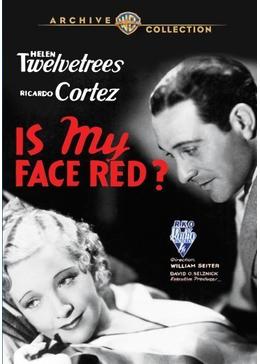 ARCHIVE WB COLLECTION
HELEN
Twelvetrees
RICARDO Cortez
IS My
FACE RED?
RKO
Radio
Direction
WILLIAM SEITER
DAVID O. SELZNICK
Executive Producer